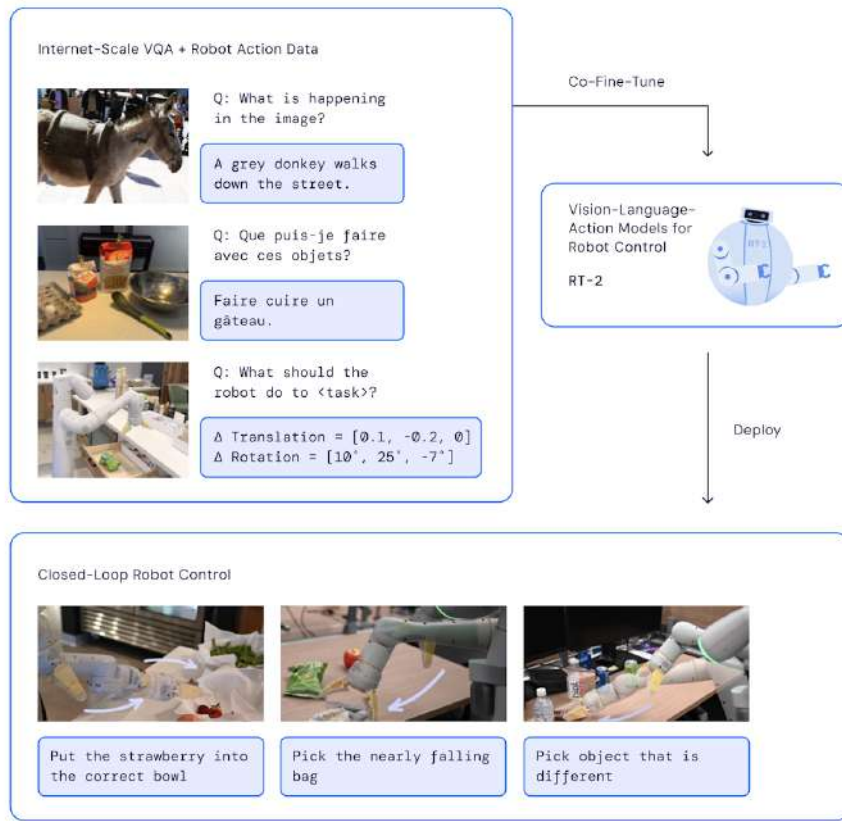 Internet-Scale VQA + Robot Action Data
Q: What is happening
in the image?
A grey donkey walks
down the street.
Q: Que puis-je faire
avec ces objets?
Faire cuire un
gâteau.
Q: What should the
robot do to <task>?
Δ Translation = [0.1, -0.2, 0]
Δ Rotation = [10°, 25°, -7°]
Co-Fine-Tune
Vision-Language-
Action Models for
Robot Control
RT-2
RT-2
Deploy
Closed-Loop Robot Control
Put the strawberry into
the correct bowl
Pick the nearly falling
bag
Pick object that is
different